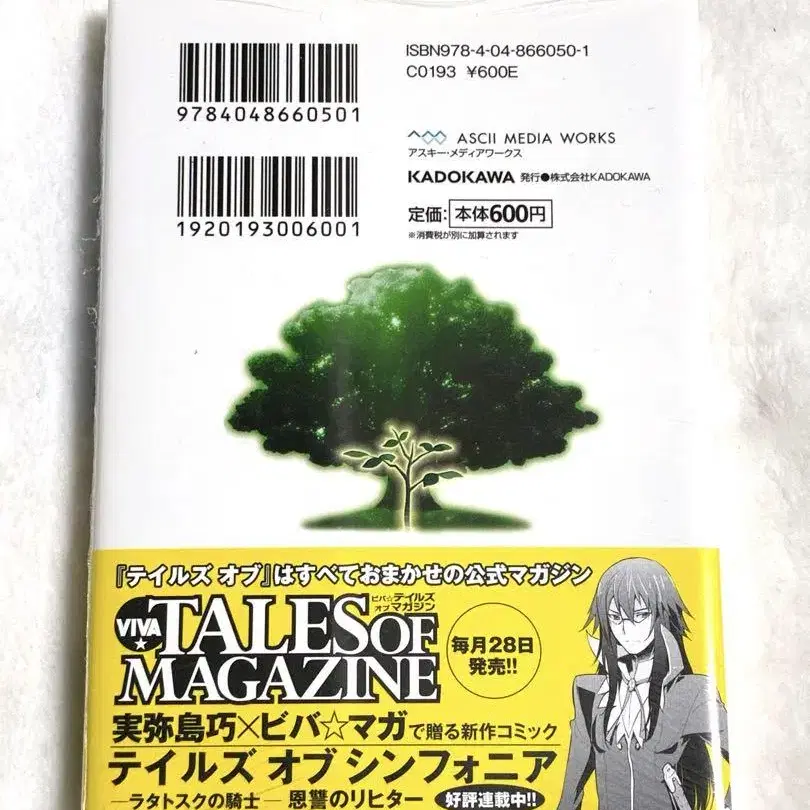 ISBN978-4-04-866050-1
C0193 ¥600E
9784048660501
ASCII MEDIA WORKS
アスキー・メディアワークス
KADOKAWA 発行●株式会社KADOKAWA
1920193006001
定価: 本体600円
※消費税が別に加算されます
『テイルズ オブ』はすべておまかせの公式マガジン
ビバ☆テイルズ
オブ マガジン
VIVA★
TALES OF
MAGAZINE
毎月28日
発売!!
実弥島巧×ビバ☆マガで贈る新作コミック
テイルズ オブ シンフォニア
―ラタトスクの騎士― 恩讐のリヒター 好評連載中!!